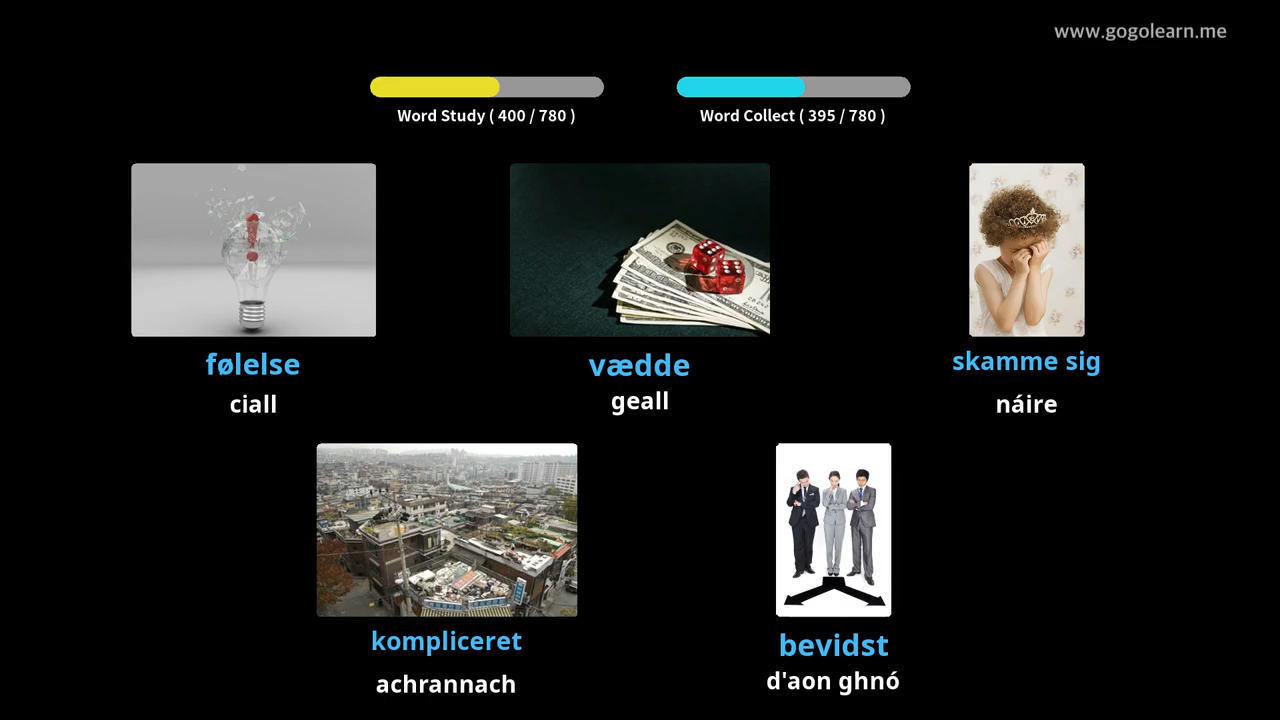 www.gogolearn.me
Word Study ( 400 / 780 )
Word Collect ( 395 / 780 )
følelse
ciall
vædde
geall
skamme sig
náire
kompliceret
achrannach
bevidst
d'aon ghnó